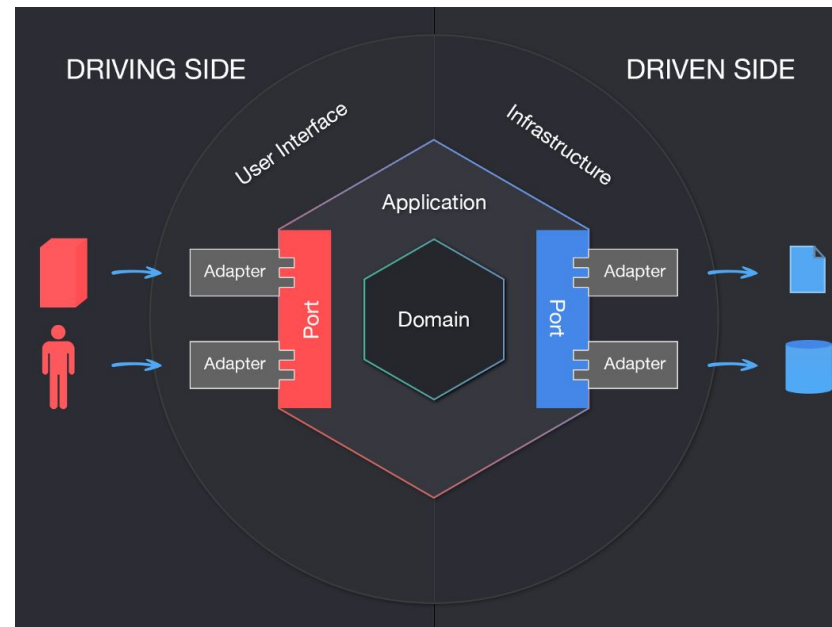 DRIVING SIDE
DRIVEN SIDE
User Interface
Infrastructure
Application
Adapter
Adapter
Port
Domain
Port
Adapter
Adapter